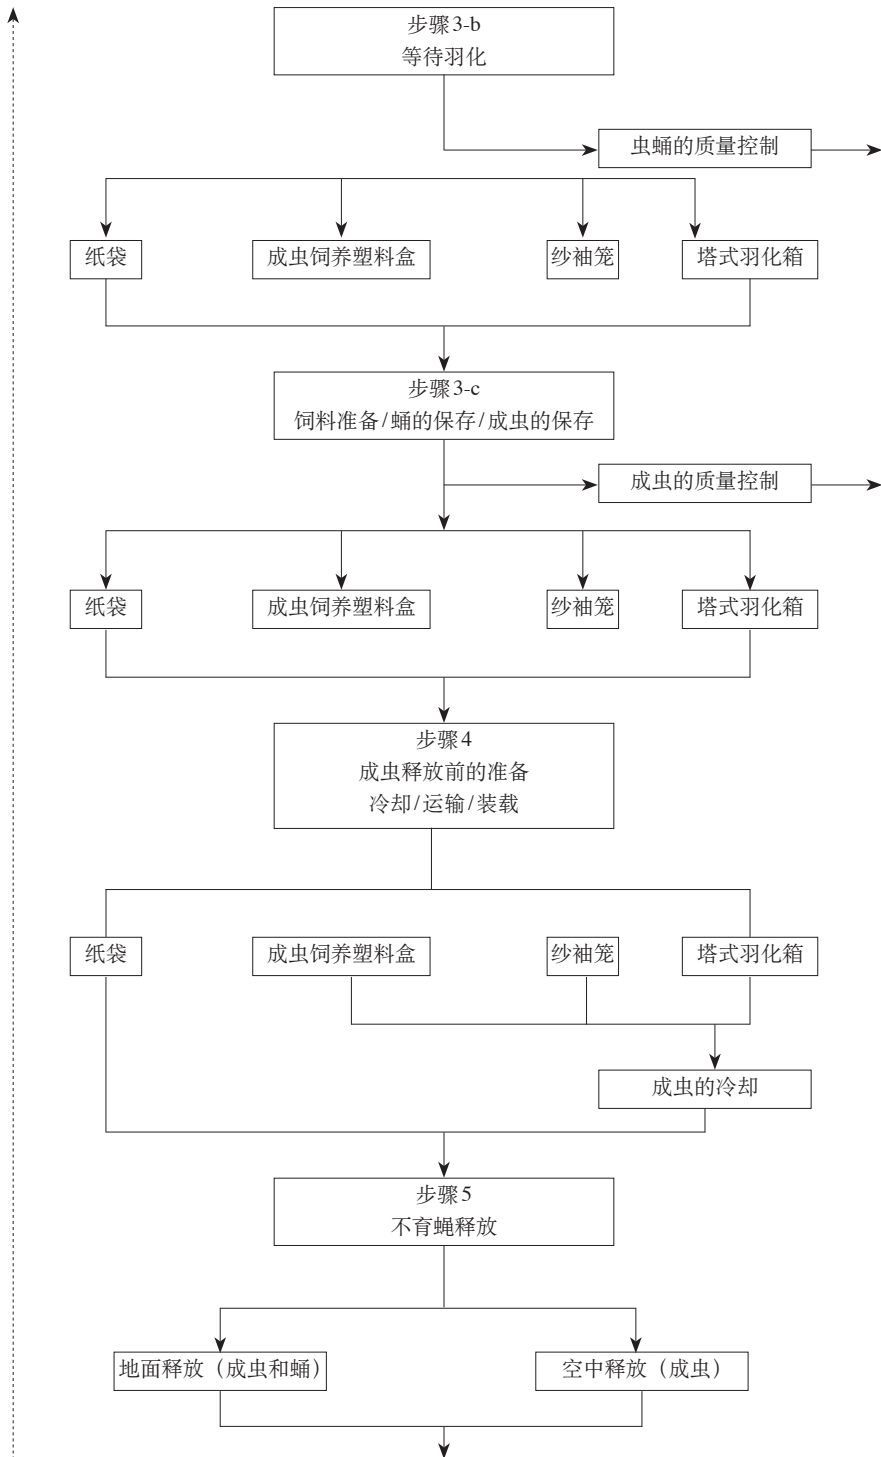 步骤3-b
等待羽化
虫蛹的质量控制
纸袋
成虫饲养塑料盒
纱袖笼
塔式羽化箱
步骤3-c
饲料准备/蛹的保存/成虫的保存
成虫的质量控制
纸袋
成虫饲养塑料盒
纱袖笼
塔式羽化箱
步骤4
成虫释放前的准备
冷却/运输/装载
纸袋
成虫饲养塑料盒
纱袖笼
塔式羽化箱
成虫的冷却
步骤5
不育蝇释放
地面释放（成虫和蛹）
空中释放（成虫）